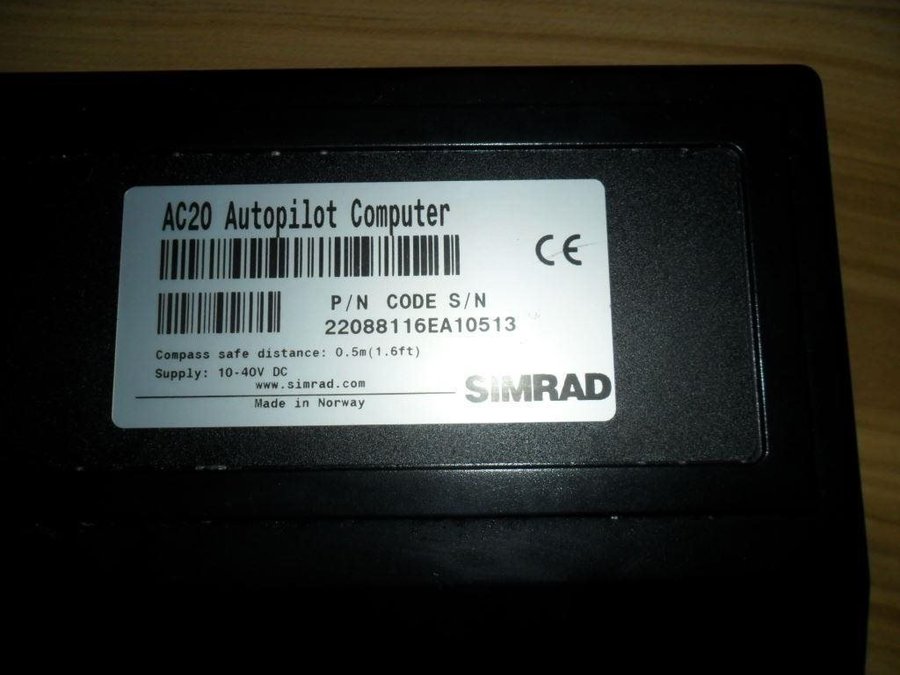 AC20 Autopilot Computer
CE
P/N CODE S/N
22088116EA10513
Compass safe distance: 0.5m(1.6ft)
Supply: 10-40V DC
www.simrad.com
SIMRAD
Made in Norway